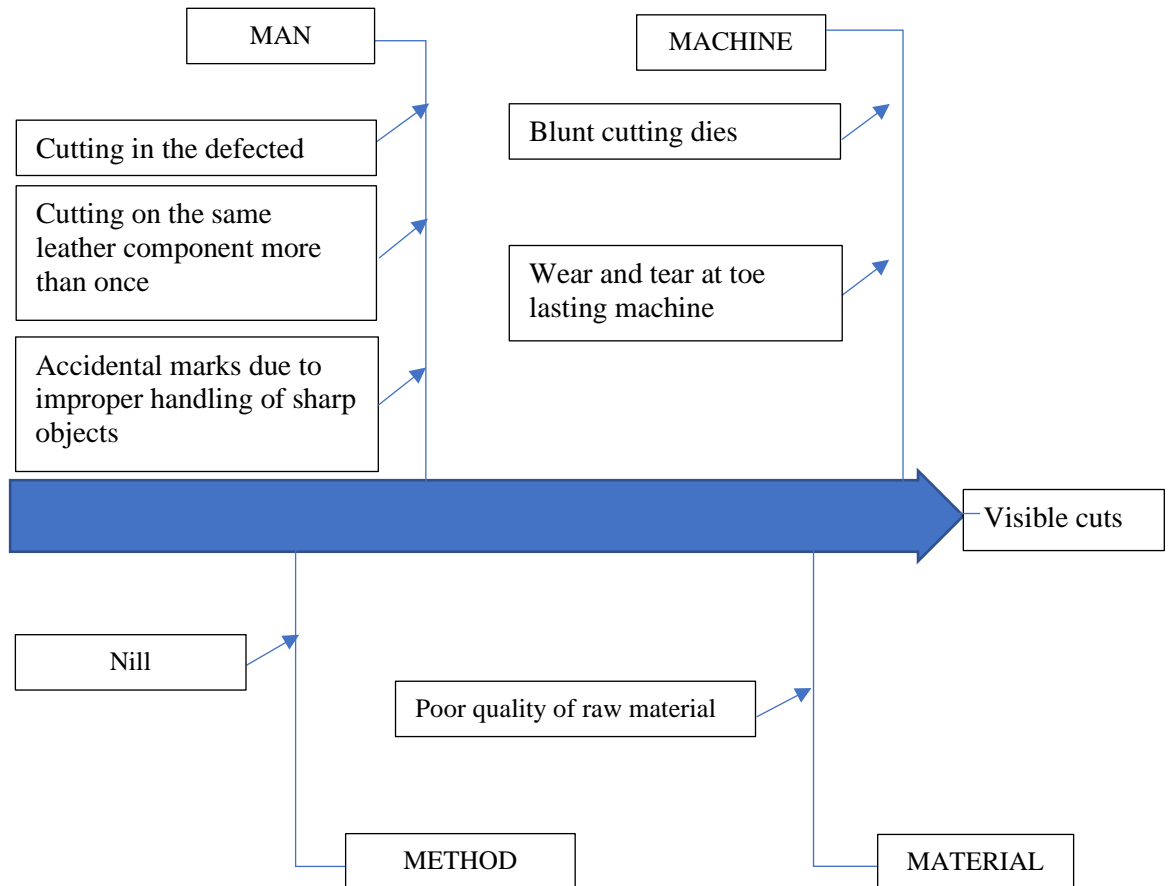 MAN
MACHINE
Cutting in the defected
Blunt cutting dies
Cutting on the same
leather component more
than once
Wear and tear at toe
lasting machine
Accidental marks due to
improper handling of sharp
objects
Visible cuts
Nill
Poor quality of raw material
METHOD
MATERIAL